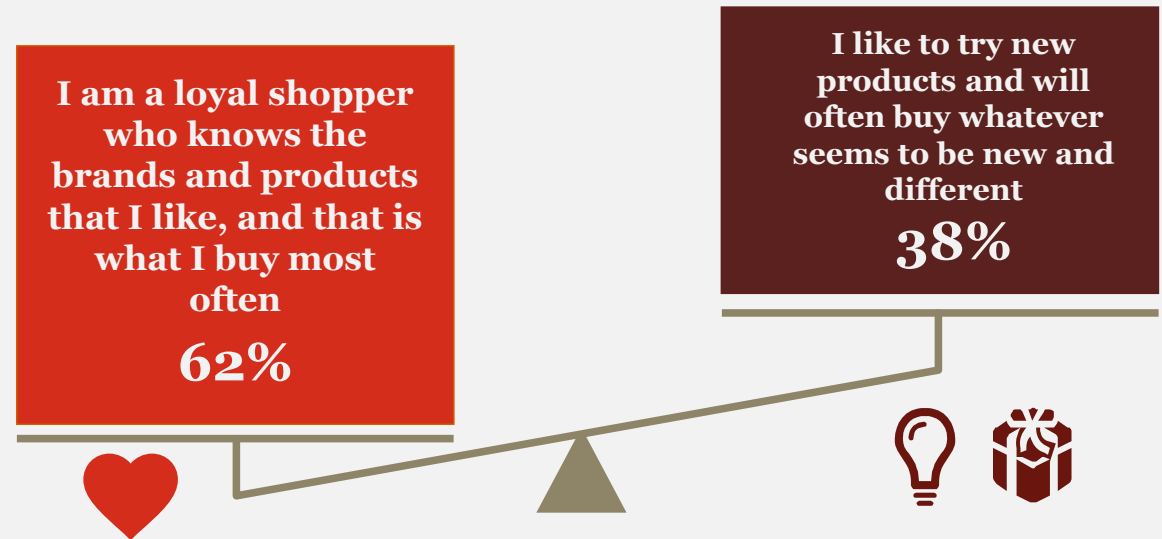 I am a loyal shopper
who knows the
brands and products
that I like, and that is
what I buy most
often
62%
I like to try new
products and will
often buy whatever
seems to be new and
different
38%